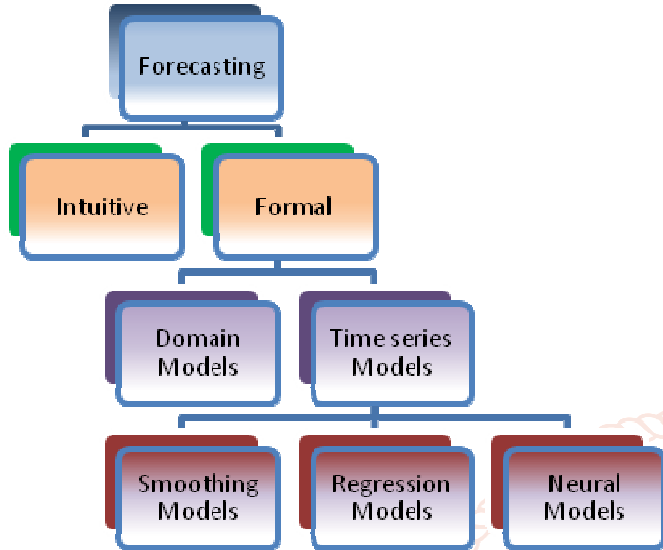 Forecasting
Intuitive
Formal
Domain
Models
Time series
Models
Smoothing
Models
Regression
Models
Neural
Models